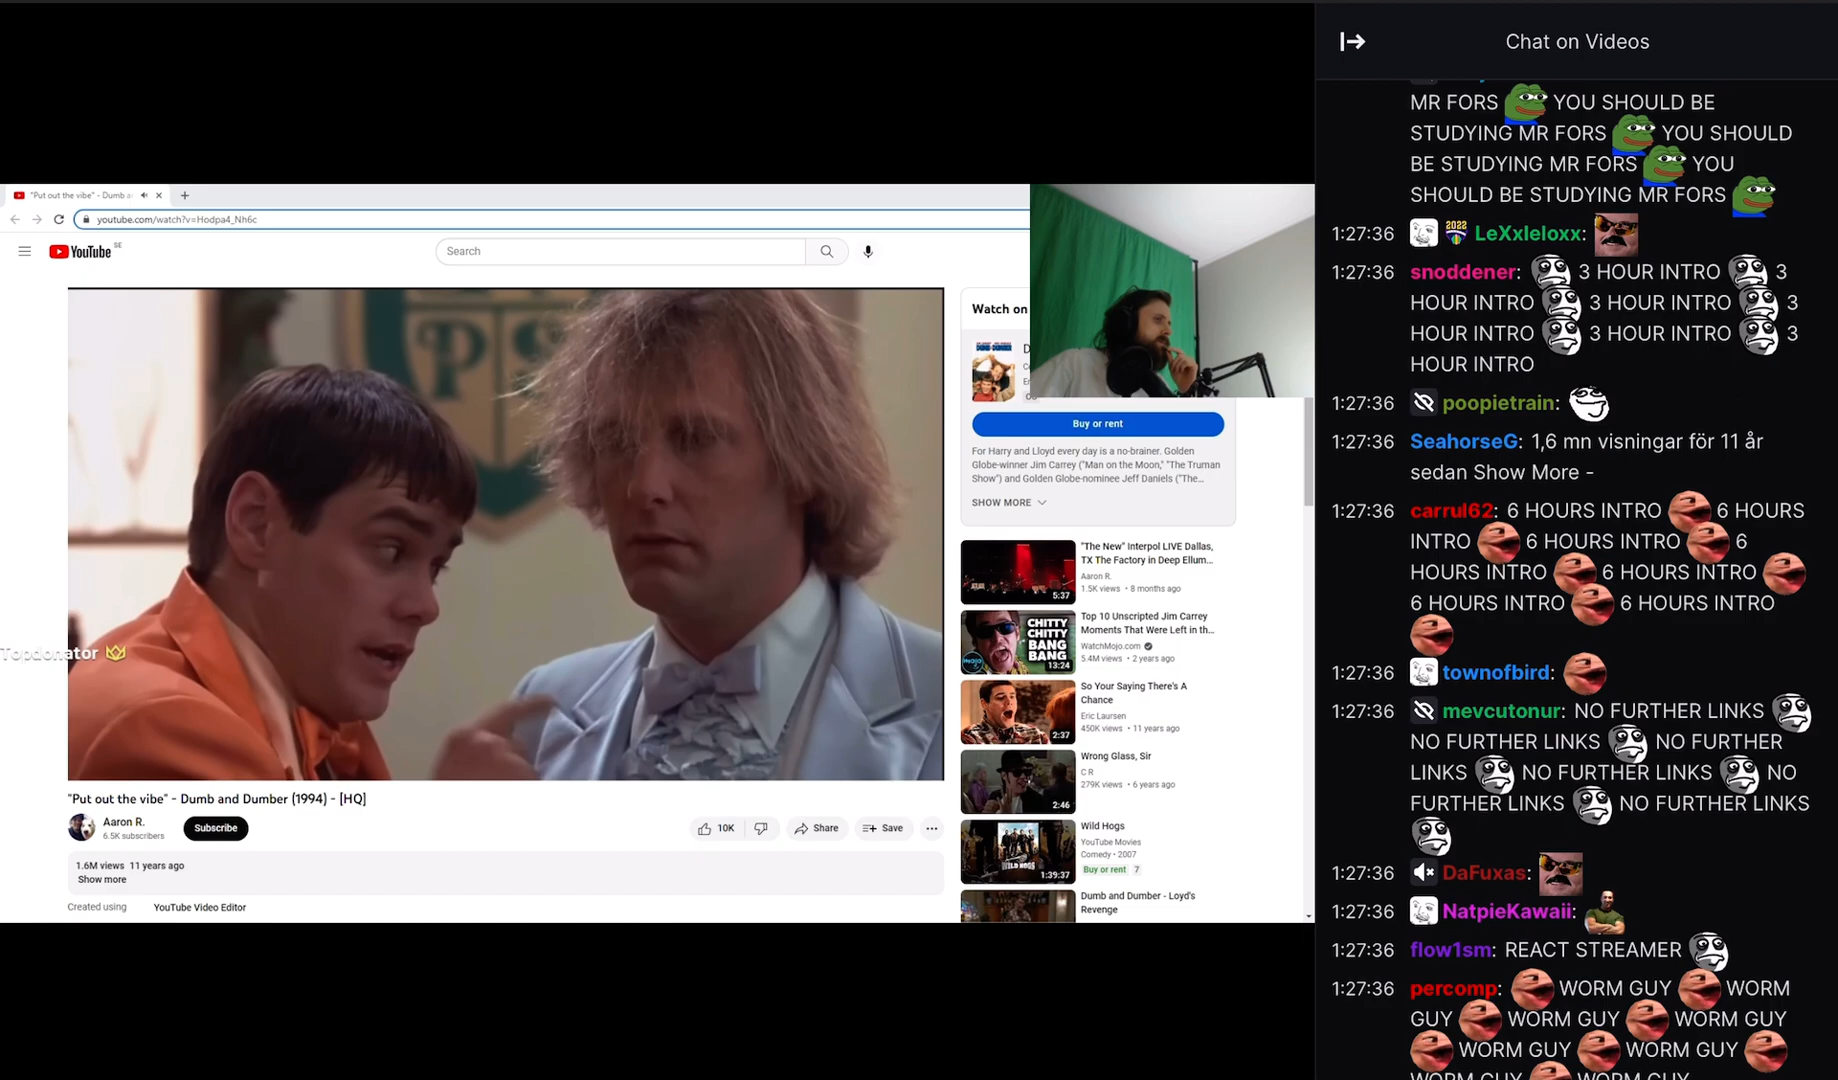 "Put out the vibe" - Dumb a
youtube.com/watch?v=Hodpa4_Nh6c
YouTube SE
Search
Watch on
Buy or rent
For Harry and Lloyd every day is a no-brainer. Golden
Globe-winner Jim Carrey ("Man on the Moon," "The Truman
Show") and Golden Globe-nominee Jeff Daniels ("The...
SHOW MORE
"The New" Interpol LIVE Dallas,
TX The Factory in Deep Ellum...
Aaron R.
1.5K views • 8 months ago
5:37
Top 10 Unscripted Jim Carrey
Moments That Were Left in th...
WatchMojo.com
5.4M views • 2 years ago
CHITTY
CHITTY
BANG
BANG
13:24
So Your Saying There's A
Chance
Eric Laursen
450K views • 11 years ago
2:37
Wrong Glass, Sir
C R
279K views • 6 years ago
2:46
Wild Hogs
YouTube Movies
Comedy • 2007
Buy or rent 7
WILD HOGS
1:39:37
Dumb and Dumber - Loyd's
Revenge
Topdonator
"Put out the vibe" - Dumb and Dumber (1994) - [HQ]
Aaron R.
6.5K subscribers
Subscribe
10K
Share
Save
1.6M views 11 years ago
Show more
Created using YouTube Video Editor
Chat on Videos
MR FORS YOU SHOULD BE
STUDYING MR FORS YOU SHOULD
BE STUDYING MR FORS YOU
SHOULD BE STUDYING MR FORS
1:27:36 2022 LeXxleloxx:
1:27:36 snoddener: 3 HOUR INTRO 3
HOUR INTRO 3 HOUR INTRO 3
HOUR INTRO 3 HOUR INTRO 3
HOUR INTRO
1:27:36 poopietrain:
1:27:36 SeahorseG: 1,6 mn visningar för 11 år
sedan Show More -
1:27:36 carrul62: 6 HOURS INTRO 6 HOURS
INTRO 6 HOURS INTRO 6
HOURS INTRO 6 HOURS INTRO
6 HOURS INTRO 6 HOURS INTRO
1:27:36 townofbird:
1:27:36 mevcutonur: NO FURTHER LINKS
NO FURTHER LINKS NO FURTHER
LINKS NO FURTHER LINKS NO
FURTHER LINKS NO FURTHER LINKS
1:27:36 DaFuxas:
1:27:36 NatpieKawaii:
1:27:36 flow1sm: REACT STREAMER
1:27:36 percomp: WORM GUY WORM
GUY WORM GUY WORM GUY
WORM GUY WORM GUY
WORM GUY WORM GUY